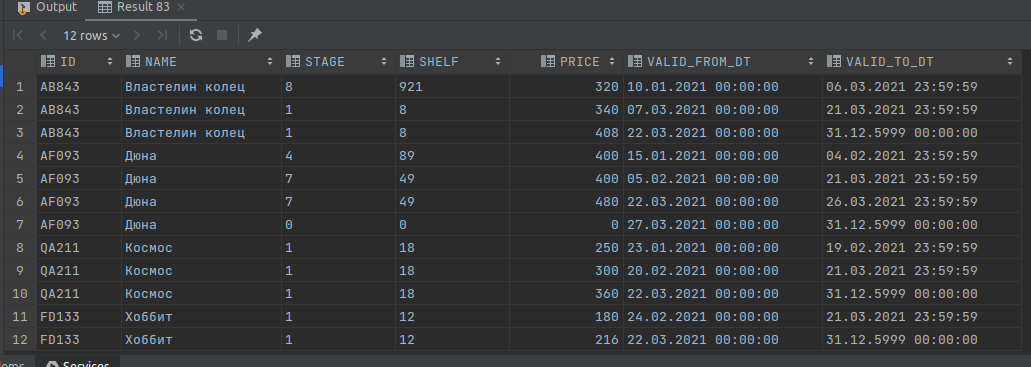 Output Result 83
12 rows
ID NAME STAGE SHELF PRICE VALID_FROM_DT VALID_TO_DT
1 AB843 Властелин колец 8 921 320 10.01.2021 00:00:00 06.03.2021 23:59:59
2 AB843 Властелин колец 1 8 340 07.03.2021 00:00:00 21.03.2021 23:59:59
3 AB843 Властелин колец 1 8 408 22.03.2021 00:00:00 31.12.5999 00:00:00
4 AF093 Дюна 4 89 400 15.01.2021 00:00:00 04.02.2021 23:59:59
5 AF093 Дюна 7 49 400 05.02.2021 00:00:00 21.03.2021 23:59:59
6 AF093 Дюна 7 49 480 22.03.2021 00:00:00 26.03.2021 23:59:59
7 AF093 Дюна 0 0 0 27.03.2021 00:00:00 31.12.5999 00:00:00
8 QA211 Космос 1 18 250 23.01.2021 00:00:00 19.02.2021 23:59:59
9 QA211 Космос 1 18 300 20.02.2021 00:00:00 21.03.2021 23:59:59
10 QA211 Космос 1 18 360 22.03.2021 00:00:00 31.12.5999 00:00:00
11 FD133 Хоббит 1 12 180 24.02.2021 00:00:00 21.03.2021 23:59:59
12 FD133 Хоббит 1 12 216 22.03.2021 00:00:00 31.12.5999 00:00:00
Services